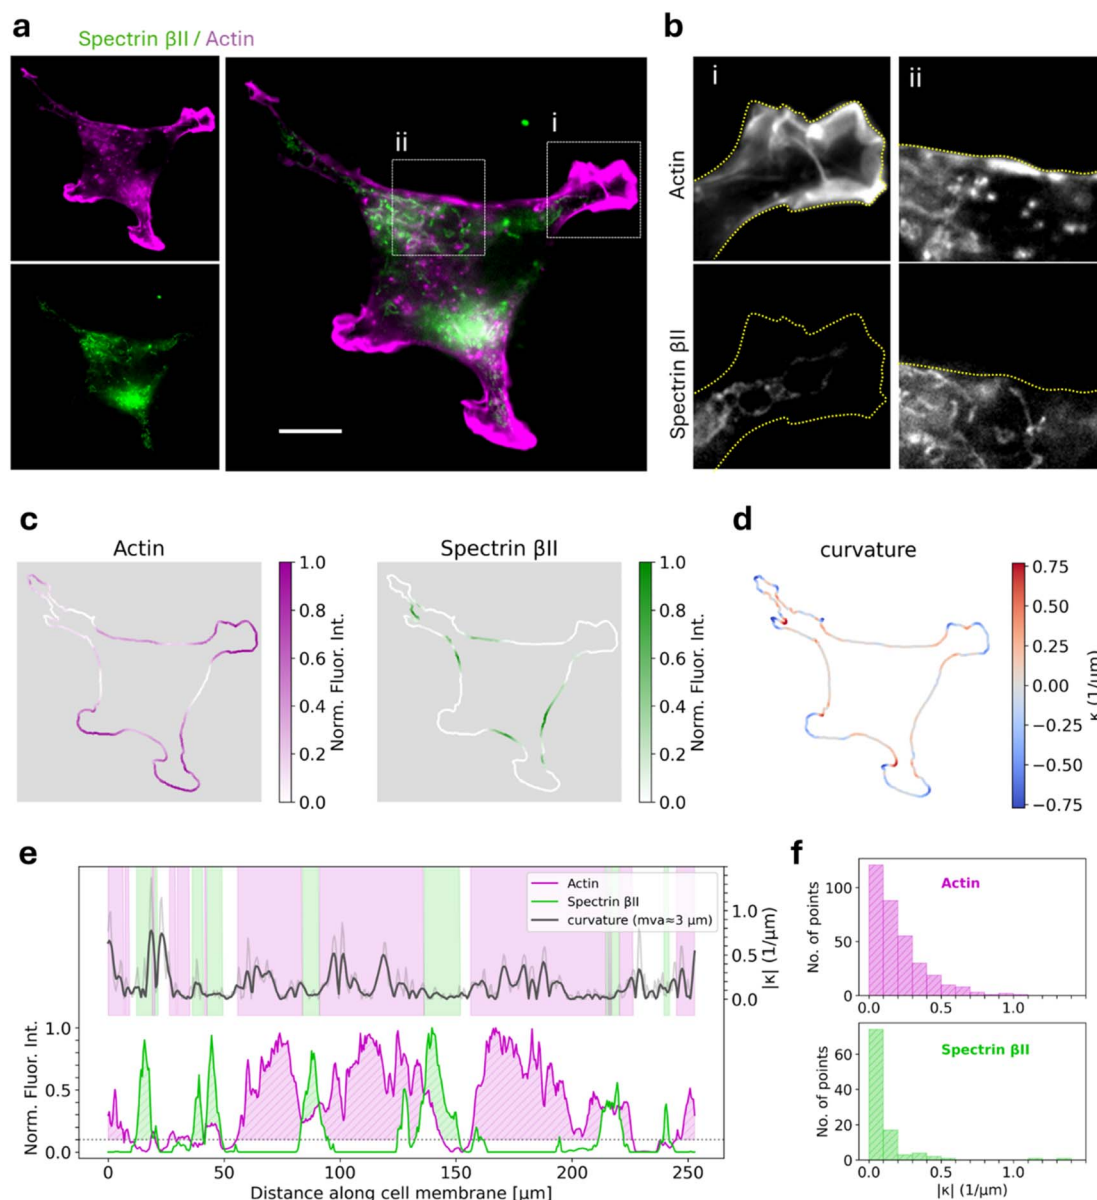 a
Spectrin βII / Actin
ii
i
b
i
ii
Actin
Spectrin βII
c
Actin
Spectrin βII
1.0
0.8
0.6
0.4
0.2
0.0
Norm. Fluor. Int.
1.0
0.8
0.6
0.4
0.2
0.0
Norm. Fluor. Int.
d
curvature
0.75
0.50
0.25
0.00
−0.25
−0.50
−0.75
κ (1/μm)
e
Actin
Spectrin βII
curvature (mva≈3 μm)
1.0
0.5
0.0
|κ| (1/μm)
1.0
0.5
0.0
Norm. Fluor. Int.
0 50 100 150 200 250
Distance along cell membrane [μm]
f
Actin
100
50
0
No. of points
Spectrin βII
60
40
20
0
No. of points
0.0 0.5 1.0
|κ| (1/μm)